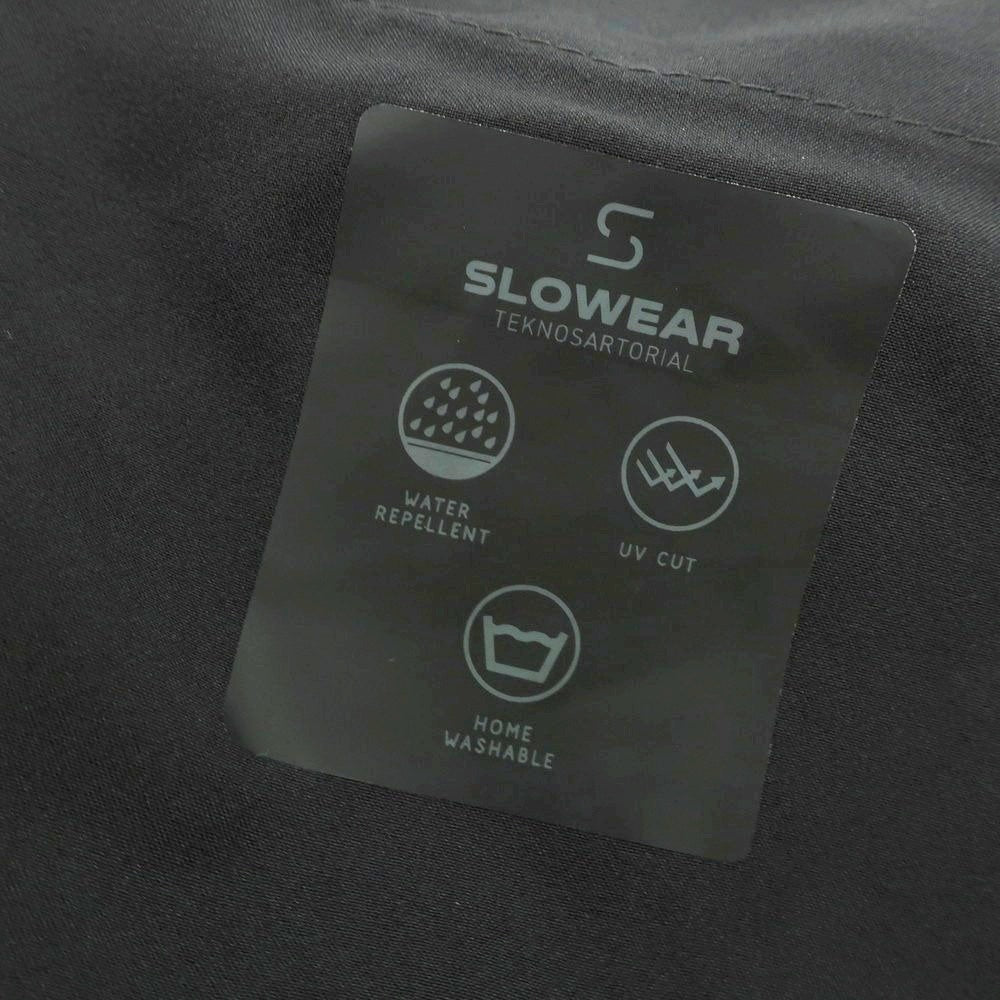 S
SLOWEAR
TEKNOSARTORIAL
WATER
REPELLENT
UV CUT
HOME
WASHABLE